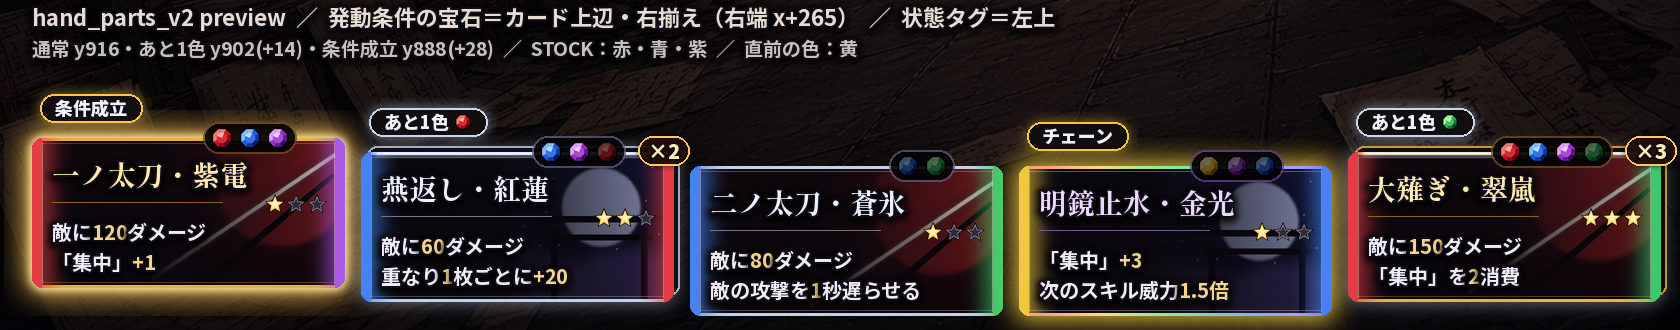 hand_parts_v2 preview ／ 発動条件の宝石＝カード上辺・右揃え（右端 x+265） ／ 状態タグ＝左上
通常 y916・あと1色 y902(+14)・条件成立 y888(+28) ／ STOCK：赤・青・紫 ／ 直前の色：黄
条件成立
一ノ太刀・紫電
敵に120ダメージ
「集中」+1
あと1色
×2
燕返し・紅蓮
敵に60ダメージ
重なり1枚ごとに+20
二ノ太刀・蒼氷
敵に80ダメージ
敵の攻撃を1秒遅らせる
チェーン
明鏡止水・金光
「集中」+3
次のスキル威力1.5倍
あと1色
×3
大薙ぎ・翠嵐
敵に150ダメージ
「集中」を2消費